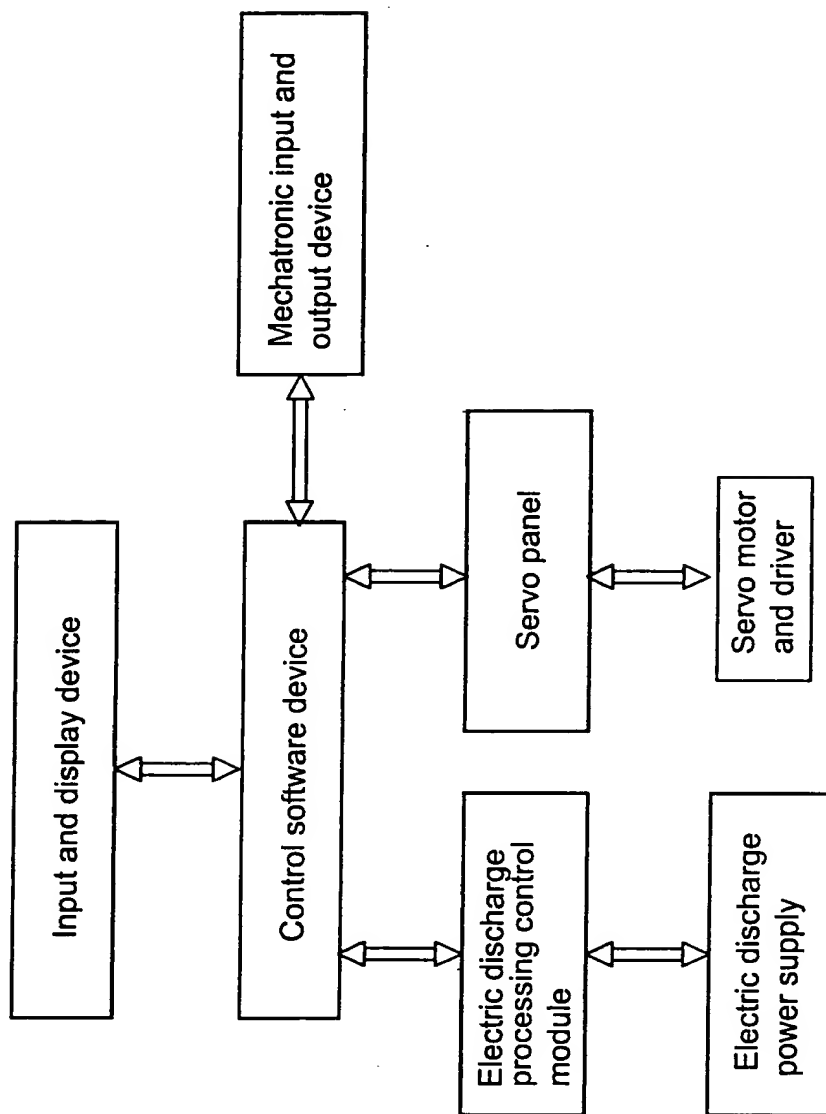 Input and display device
Control software device
Mechatronic input and
output device
Electric discharge
processing control
module
Servo panel
Electric discharge
power supply
Servo motor
and driver